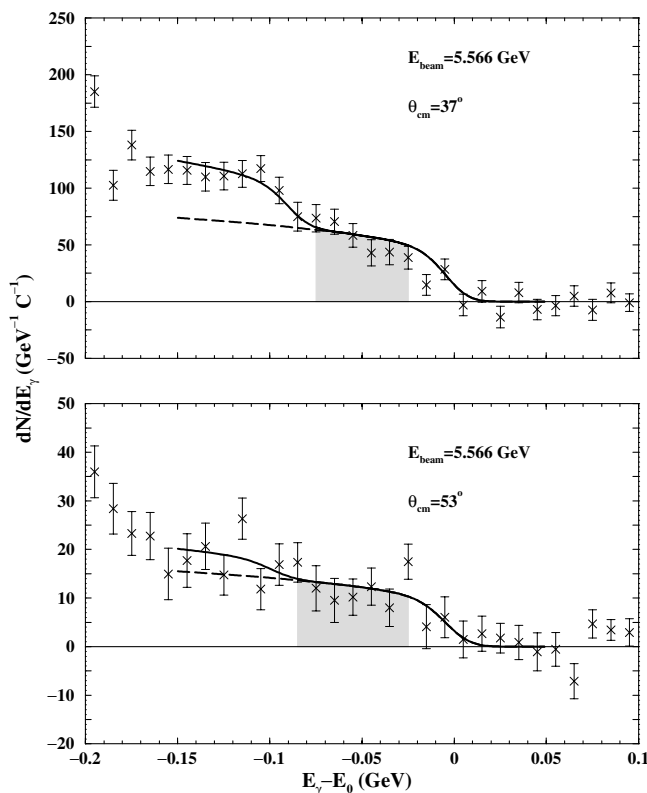 250
200
150
100
50
0
−50
E_beam=5.566 GeV
θ_cm=37°
dN/dE_γ (GeV⁻¹ C⁻¹)
50
40
30
20
10
0
−10
−20
E_beam=5.566 GeV
θ_cm=53°
−0.2 −0.15 −0.1 −0.05 0 0.05 0.1
E_γ−E_0 (GeV)